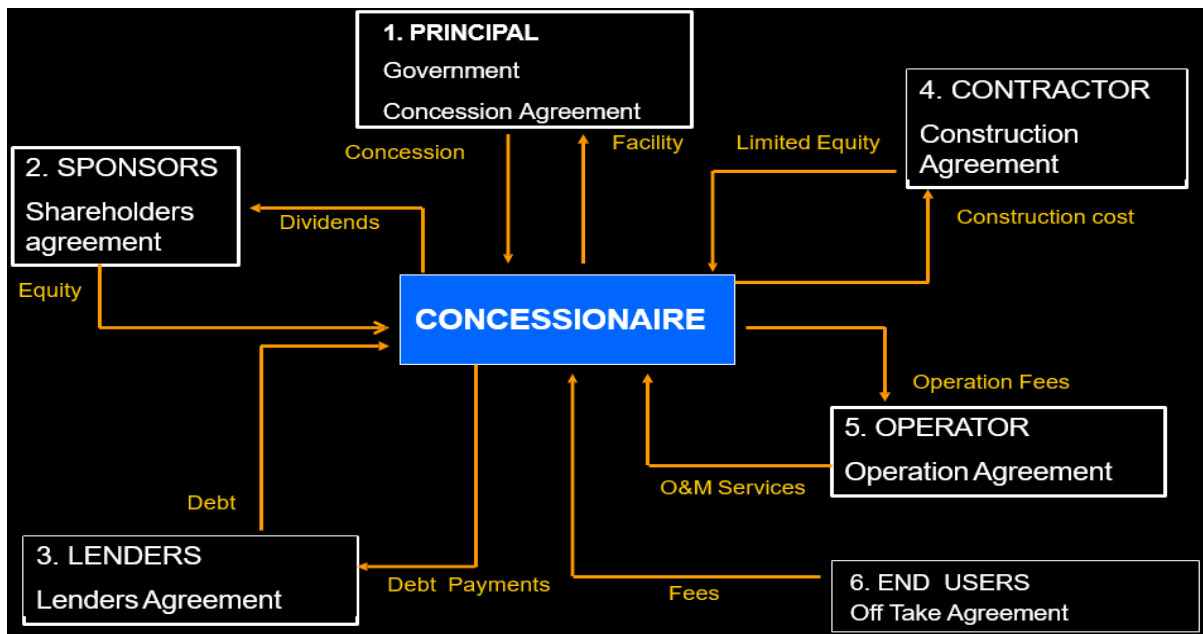 1. PRINCIPAL
Government
Concession Agreement
4. CONTRACTOR
Construction
Agreement
Concession
Facility
Limited Equity
2. SPONSORS
Shareholders
agreement
Dividends
Construction cost
Equity
CONCESSIONAIRE
Operation Fees
5. OPERATOR
Operation Agreement
O&M Services
Debt
3. LENDERS
Lenders Agreement
Debt Payments
Fees
6. END USERS
Off Take Agreement